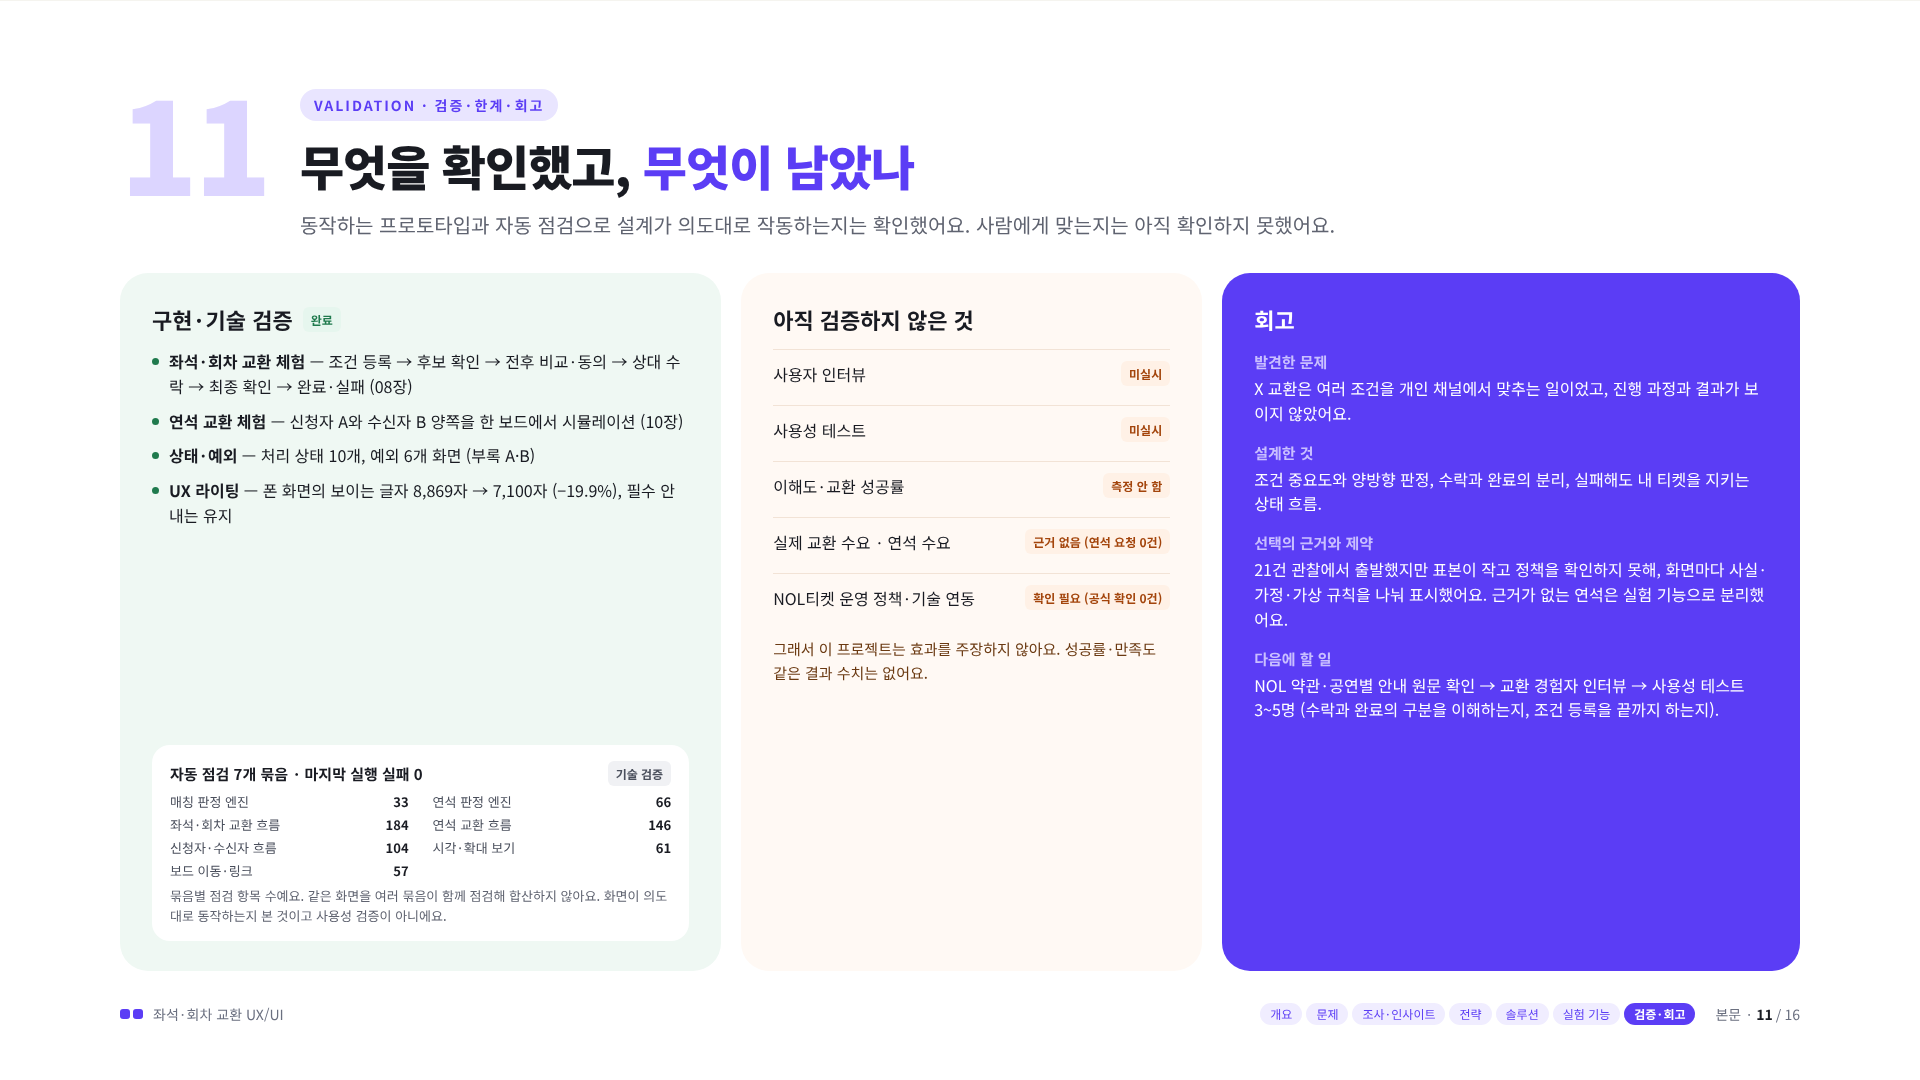 11
VALIDATION · 검증·한계·회고
무엇을 확인했고, 무엇이 남았나
동작하는 프로토타입과 자동 점검으로 설계가 의도대로 작동하는지는 확인했어요. 사람에게 맞는지는 아직 확인하지 못했어요.
구현·기술 검증 완료
좌석·회차 교환 체험 — 조건 등록 → 후보 확인 → 전후 비교·동의 → 상대 수
락 → 최종 확인 → 완료·실패 (08장)
연석 교환 체험 — 신청자 A와 수신자 B 양쪽을 한 보드에서 시뮬레이션 (10장)
상태·예외 — 처리 상태 10개, 예외 6개 화면 (부록 A·B)
UX 라이팅 — 폰 화면의 보이는 글자 8,869자 → 7,100자 (−19.9%), 필수 안
내는 유지
자동 점검 7개 묶음 · 마지막 실행 실패 0 기술 검증
매칭 판정 엔진 33 연석 판정 엔진 66
좌석·회차 교환 흐름 184 연석 교환 흐름 146
신청자·수신자 흐름 104 시각·확대 보기 61
보드 이동·링크 57
묶음별 점검 항목 수예요. 같은 화면을 여러 묶음이 함께 점검해 합산하지 않아요. 화면이 의도
대로 동작하는지 본 것이고 사용성 검증이 아니에요.
아직 검증하지 않은 것
사용자 인터뷰 미실시
사용성 테스트 미실시
이해도·교환 성공률 측정 안 함
실제 교환 수요 · 연석 수요 근거 없음 (연석 요청 0건)
NOL티켓 운영 정책·기술 연동 확인 필요 (공식 확인 0건)
그래서 이 프로젝트는 효과를 주장하지 않아요. 성공률·만족도
같은 결과 수치는 없어요.
회고
발견한 문제
X 교환은 여러 조건을 개인 채널에서 맞추는 일이었고, 진행 과정과 결과가 보
이지 않았어요.
설계한 것
조건 중요도와 양방향 판정, 수락과 완료의 분리, 실패해도 내 티켓을 지키는
상태 흐름.
선택의 근거와 제약
21건 관찰에서 출발했지만 표본이 작고 정책을 확인하지 못해, 화면마다 사실·
가정·가상 규칙을 나눠 표시했어요. 근거가 없는 연석은 실험 기능으로 분리했
어요.
다음에 할 일
NOL 약관·공연별 안내 원문 확인 → 교환 경험자 인터뷰 → 사용성 테스트
3~5명 (수락과 완료의 구분을 이해하는지, 조건 등록을 끝까지 하는지).
좌석·회차 교환 UX/UI
개요 문제 조사·인사이트 전략 솔루션 실험 기능 검증·회고 본문 · 11 / 16